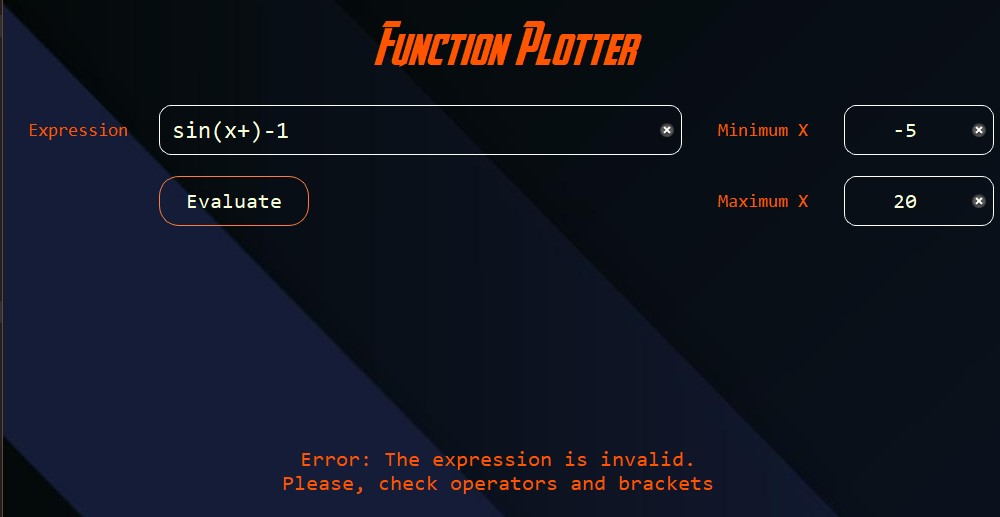 Function Plotter
Expression sin(x+)-1 Minimum X -5
Evaluate Maximum X 20
Error: The expression is invalid.
Please, check operators and brackets